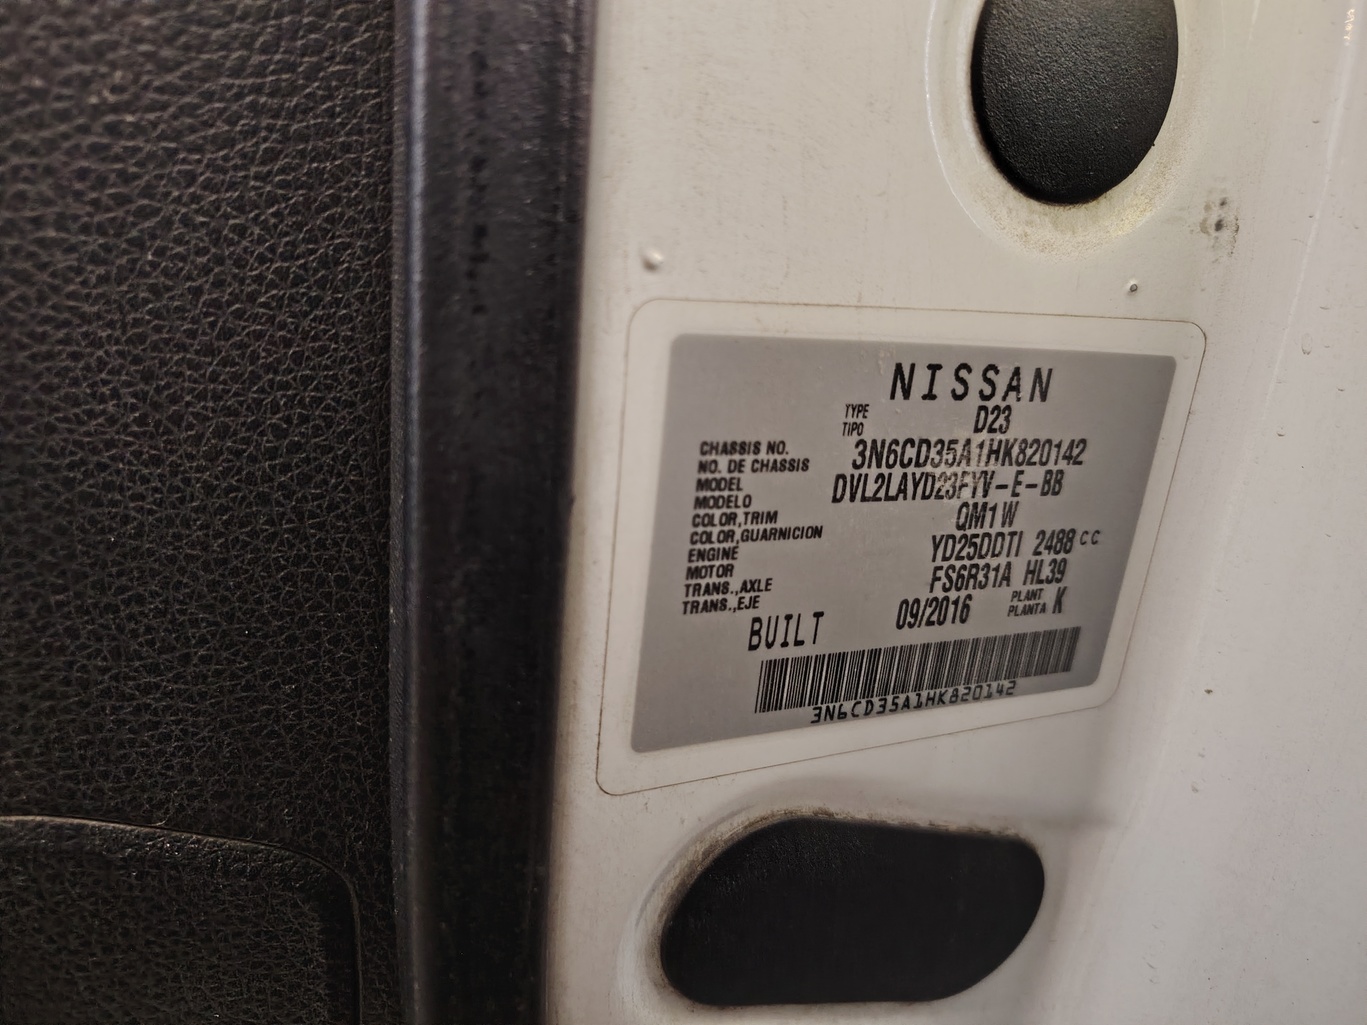 NISSAN
TYPE
TIPO
D23
CHASSIS NO.
NO. DE CHASSIS
3N6CD35A1HK820142
MODEL
MODELO
DVL2LAYD23FYV-E-BB
COLOR,TRIM
COLOR,GUARNICION
QM1 W
ENGINE
MOTOR
YD25DDTI 2488 CC
TRANS.,AXLE
TRANS.,EJE
FS6R31A HL39
BUILT 09/2016
PLANT
PLANTA
K
3N6CD35A1HK820142